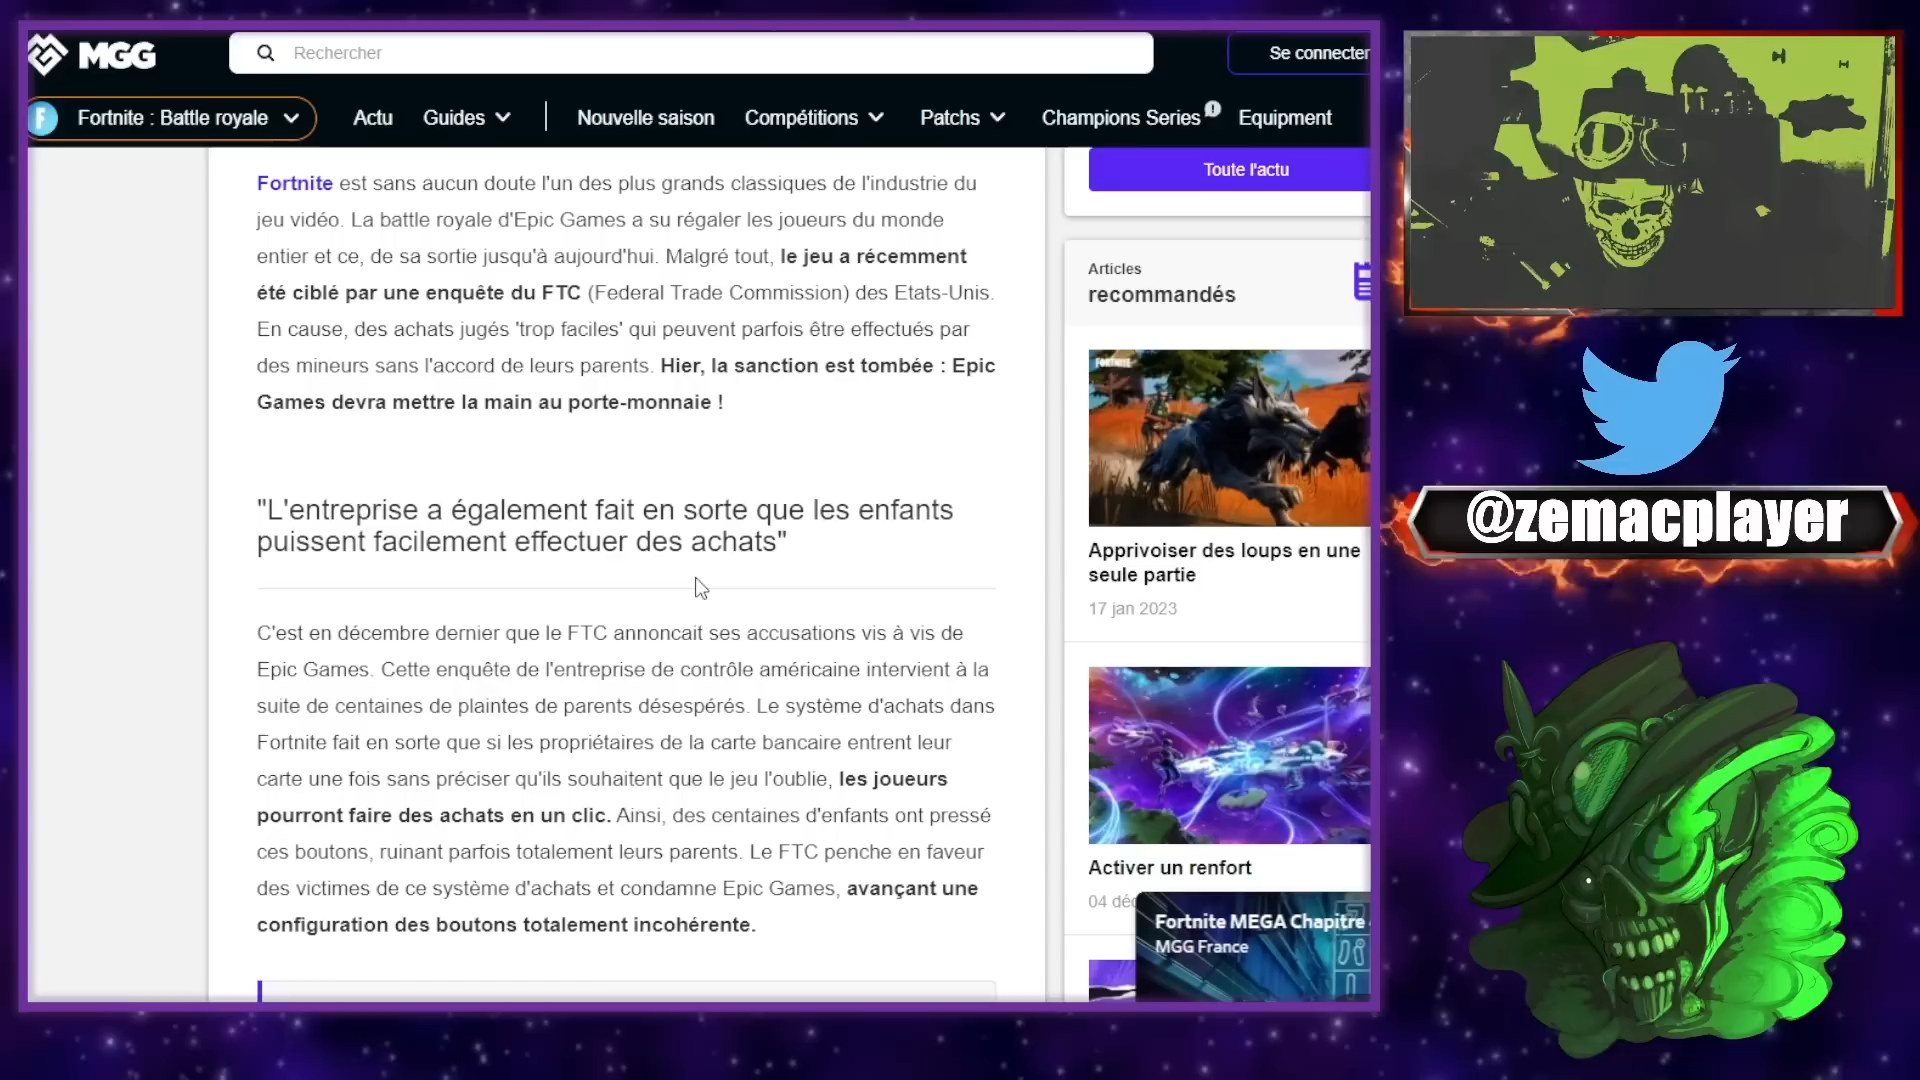 MGG
Rechercher
Se connecter
Fortnite : Battle royale
Actu
Guides
Nouvelle saison
Compétitions
Patchs
Champions Series
Equipment
Fortnite est sans aucun doute l'un des plus grands classiques de l'industrie du
jeu vidéo. La battle royale d'Epic Games a su régaler les joueurs du monde
entier et ce, de sa sortie jusqu'à aujourd'hui. Malgré tout, le jeu a récemment
été ciblé par une enquête du FTC (Federal Trade Commission) des Etats-Unis.
En cause, des achats jugés 'trop faciles' qui peuvent parfois être effectués par
des mineurs sans l'accord de leurs parents. Hier, la sanction est tombée : Epic
Games devra mettre la main au porte-monnaie !
"L'entreprise a également fait en sorte que les enfants
puissent facilement effectuer des achats"
C'est en décembre dernier que le FTC annoncait ses accusations vis à vis de
Epic Games. Cette enquête de l'entreprise de contrôle américaine intervient à la
suite de centaines de plaintes de parents désespérés. Le système d'achats dans
Fortnite fait en sorte que si les propriétaires de la carte bancaire entrent leur
carte une fois sans préciser qu'ils souhaitent que le jeu l'oublie, les joueurs
pourront faire des achats en un clic. Ainsi, des centaines d'enfants ont pressé
ces boutons, ruinant parfois totalement leurs parents. Le FTC penche en faveur
des victimes de ce système d'achats et condamne Epic Games, avançant une
configuration des boutons totalement incohérente.
Toute l'actu
Articles
recommandés
FORTNITE
Apprivoiser des loups en une
seule partie
17 jan 2023
Activer un renfort
04 déc
Fortnite MEGA Chapitre
MGG France
@zemacplayer